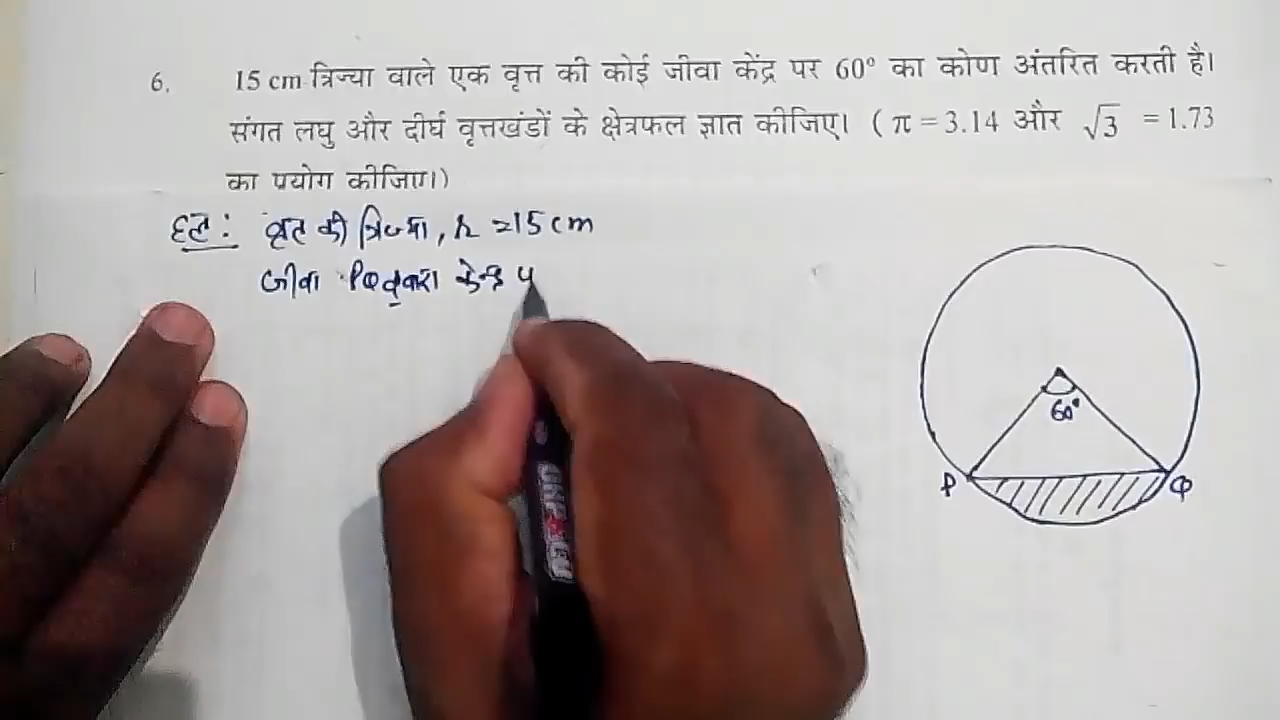 6. 15 cm त्रिज्या वाले एक वृत्त की कोई जीवा केंद्र पर 60° का कोण अंतरित करती है।
संगत लघु और दीर्घ वृत्तखंडों के क्षेत्रफल ज्ञात कीजिए। ( π = 3.14 और √3 = 1.73
का प्रयोग कीजिए।)
हल : वृत की त्रिज्या, r = 15 cm
जीवा PQ द्वारा केन्द्र प
60°
P Q